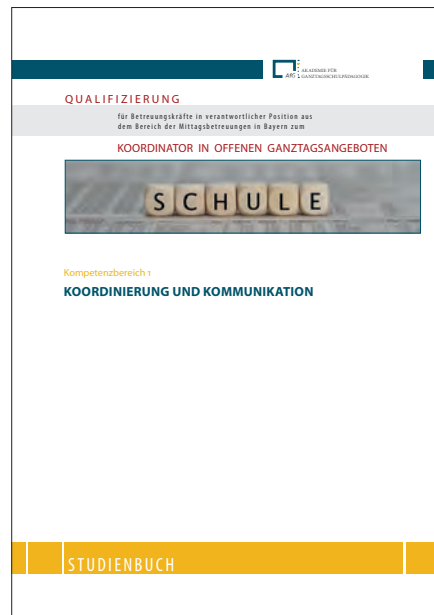 AKADEMIE FÜR
GANZTAGSSCHULPÄDAGOGIK
QUALIFIZIERUNG
für Betreuungskräfte in verantwortlicher Position aus
dem Bereich der Mittagsbetreuungen in Bayern zum
KOORDINATOR IN OFFENEN GANZTAGSANGEBOTEN
SCHULE
Kompetenzbereich 1
KOORDINIERUNG UND KOMMUNIKATION
STUDIENBUCH